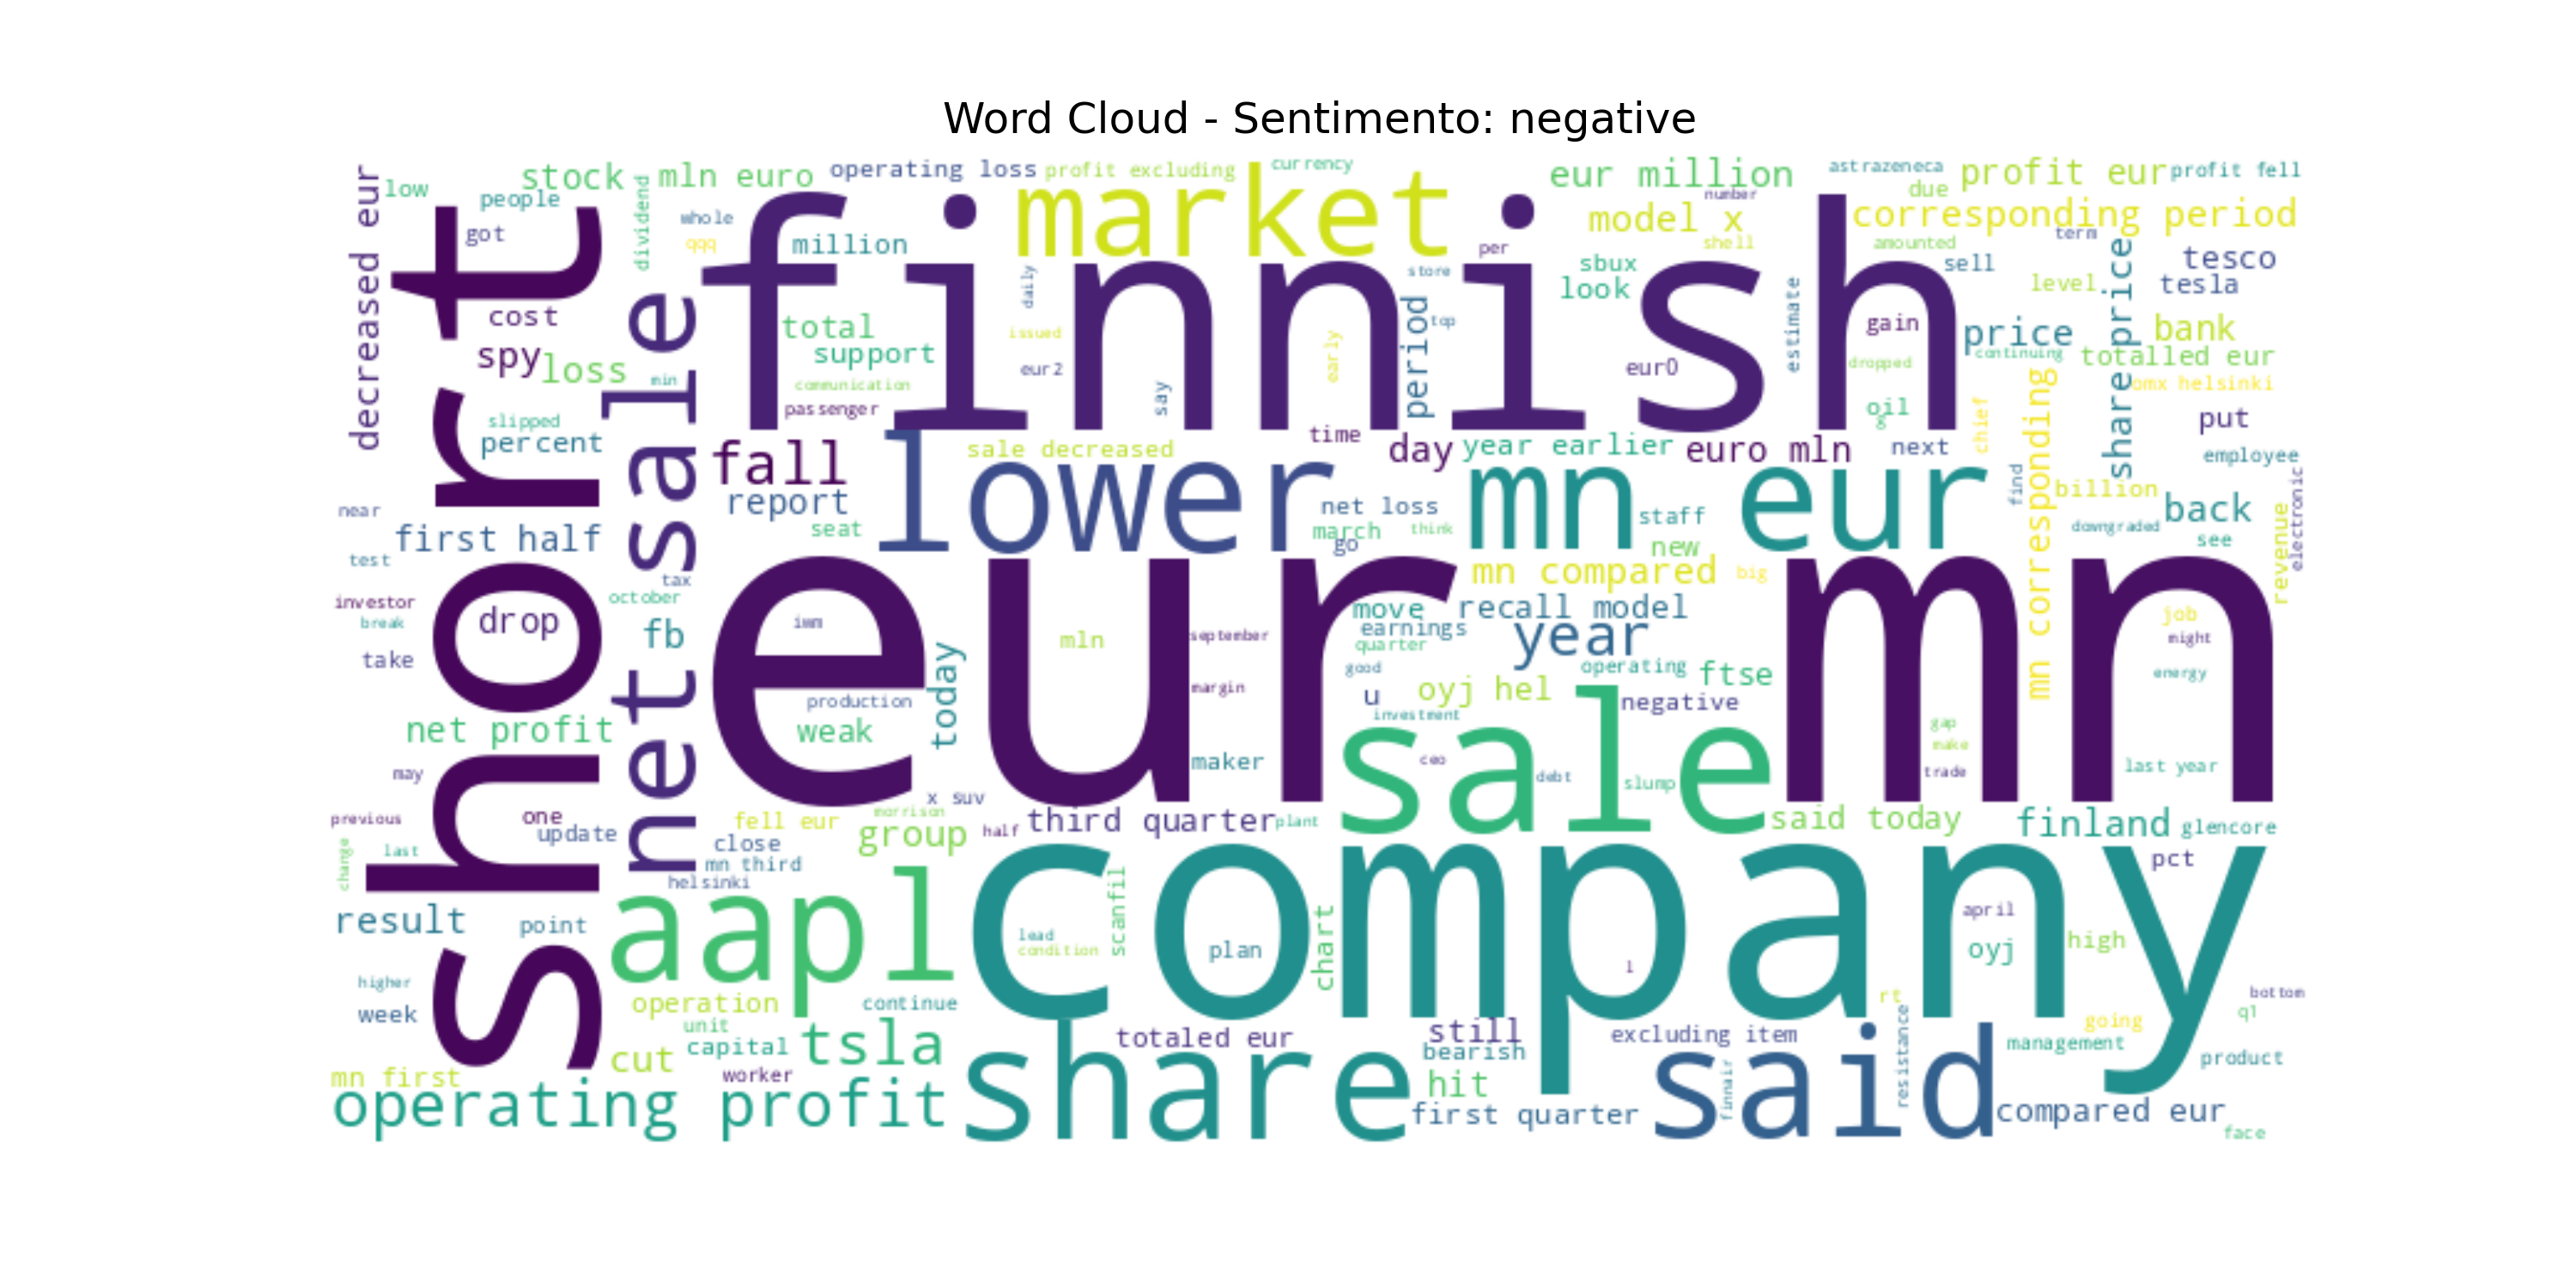 Word Cloud - Sentimento: negative
decreased eur
low
stock
mln euro
operating loss
profit excluding
currency
eur million
astrazeneca
profit eur
profit fell
people
dividend
whole
market
number
due
got
qqq
million
model x
shell
corresponding period
amounted
term
short
finnish
per
daily
store
sbux
look
sell
level
share price
tesco
tesla
cost
net sale
total
issued
early
period
top
estimate
gain
price
bank
spy
loss
min
support
eur2
say
eur0
dropped
continuing
totalled eur
communication
omx helsinki
slipped
passenger
oil
g
chief
mn corresponding
put
percent
fall
sale decreased
time
day
year earlier
euro mln
next
employee
report
lower
net loss
mn eur
find
billion
electronic
near
first half
seat
march
think
go
staff
new
downgraded
back
see
revenue
test
tax
mn compared
big
investor
october
eur
mn
break
drop
fb
iwm
mln
september
move
recall model
job
take
today
earnings
year
might
quarter
good
operating
ftse
energy
production
margin
u
oyj hel
negative
net profit
weak
investment
gap
may
maker
sale
ceo
debt
slump
make
trade
last year
previous
one
update
x suv
fell eur
morrison
group
half
third quarter
plant
said today
finland
glencore
change
last
close
mn third
helsinki
company
pct
result
point
aapl
scanfil
lead
condition
plan
chart
l
april
oyj
high
higher
week
operation
continue
rt
bottom
q1
unit
capital
tsla
totaled eur
still
bearish
excluding item
resistance
going
management
product
mn first
cut
worker
hit
operating profit
share
first quarter
said
finnair
compared eur
face